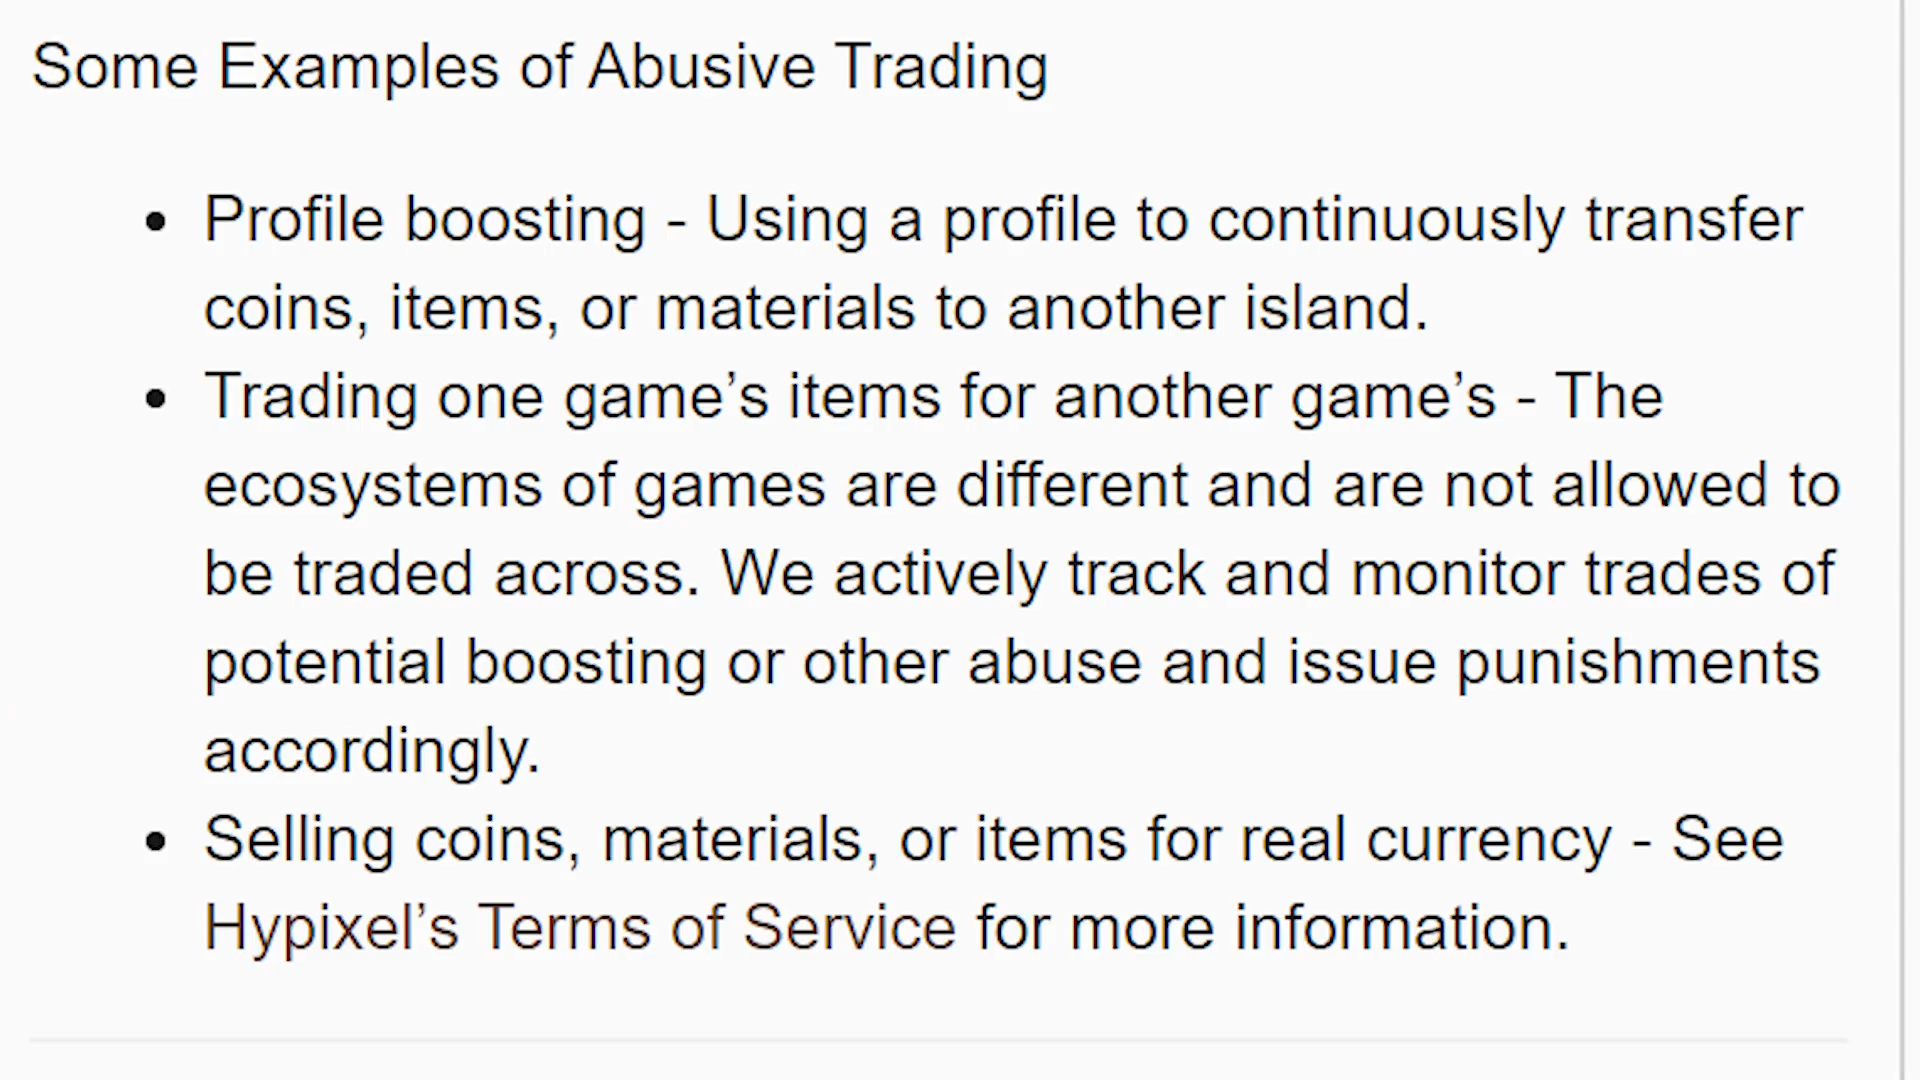 Some Examples of Abusive Trading
• Profile boosting - Using a profile to continuously transfer
coins, items, or materials to another island.
• Trading one game’s items for another game’s - The
ecosystems of games are different and are not allowed to
be traded across. We actively track and monitor trades of
potential boosting or other abuse and issue punishments
accordingly.
• Selling coins, materials, or items for real currency - See
Hypixel’s Terms of Service for more information.